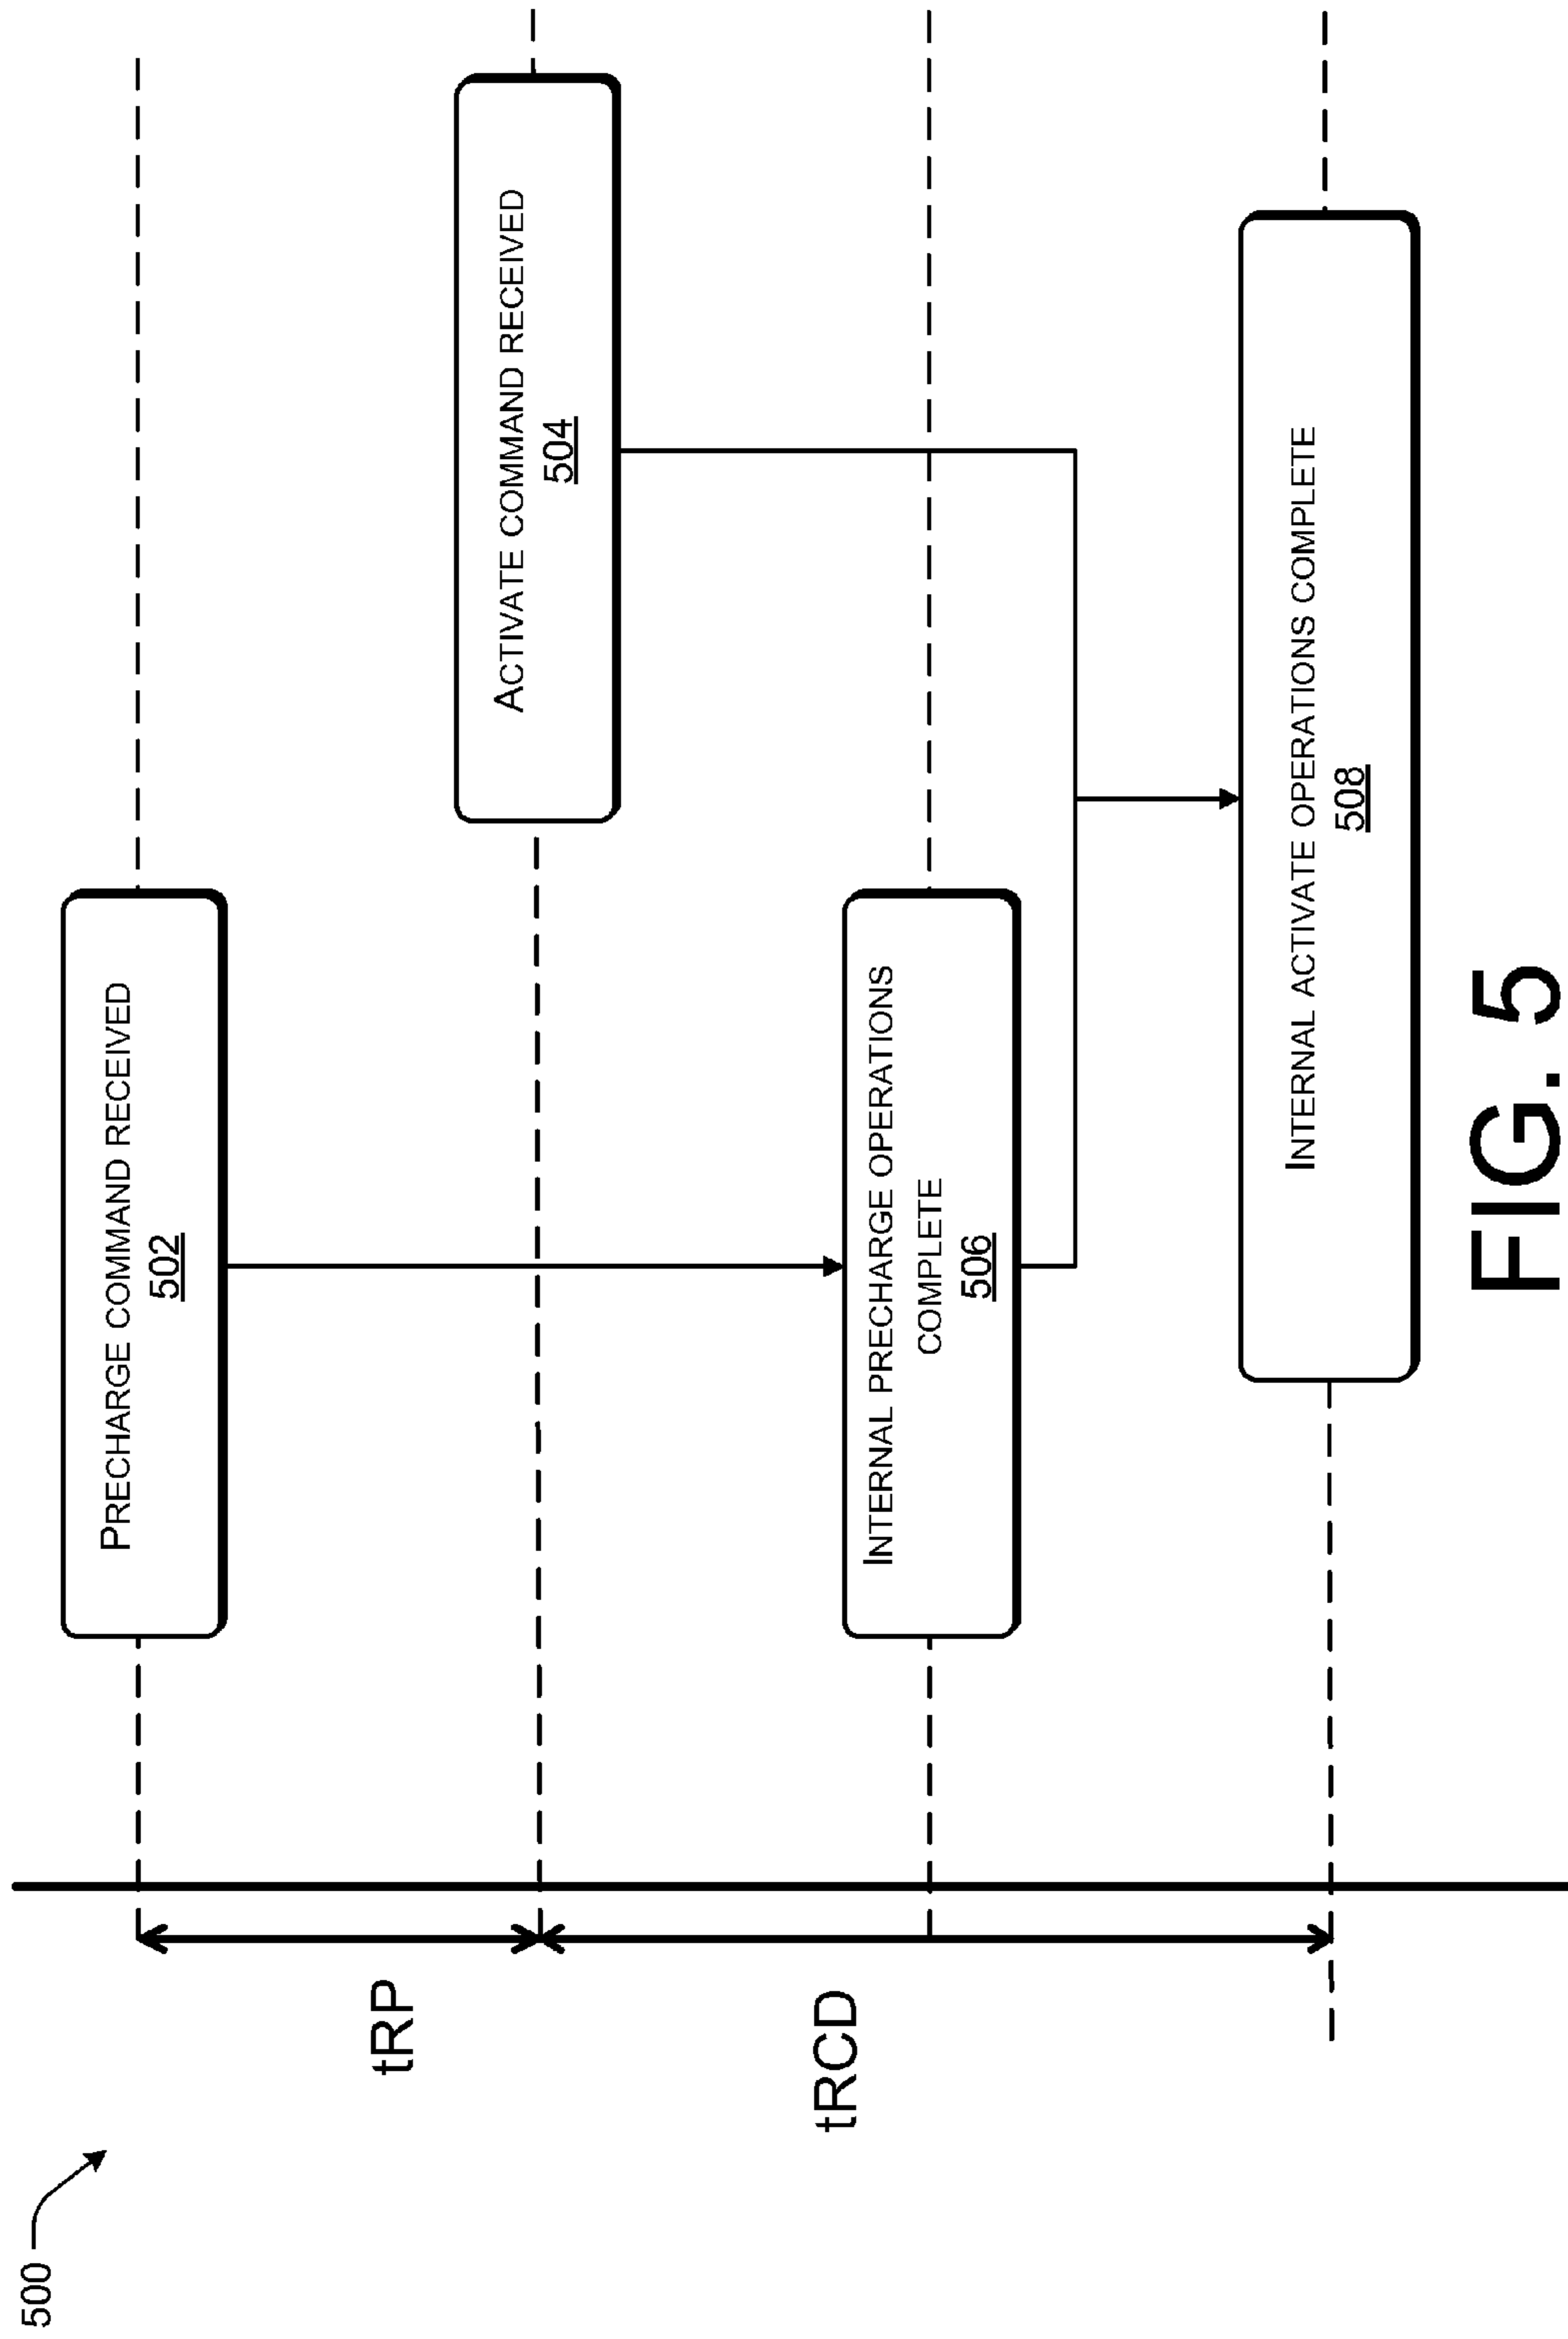 500
PRECHARGE COMMAND RECEIVED
502
tRP
ACTIVATE COMMAND RECEIVED
504
tRCD
INTERNAL PRECHARGE OPERATIONS
COMPLETE
506
INTERNAL ACTIVATE OPERATIONS COMPLETE
508
FIG. 5